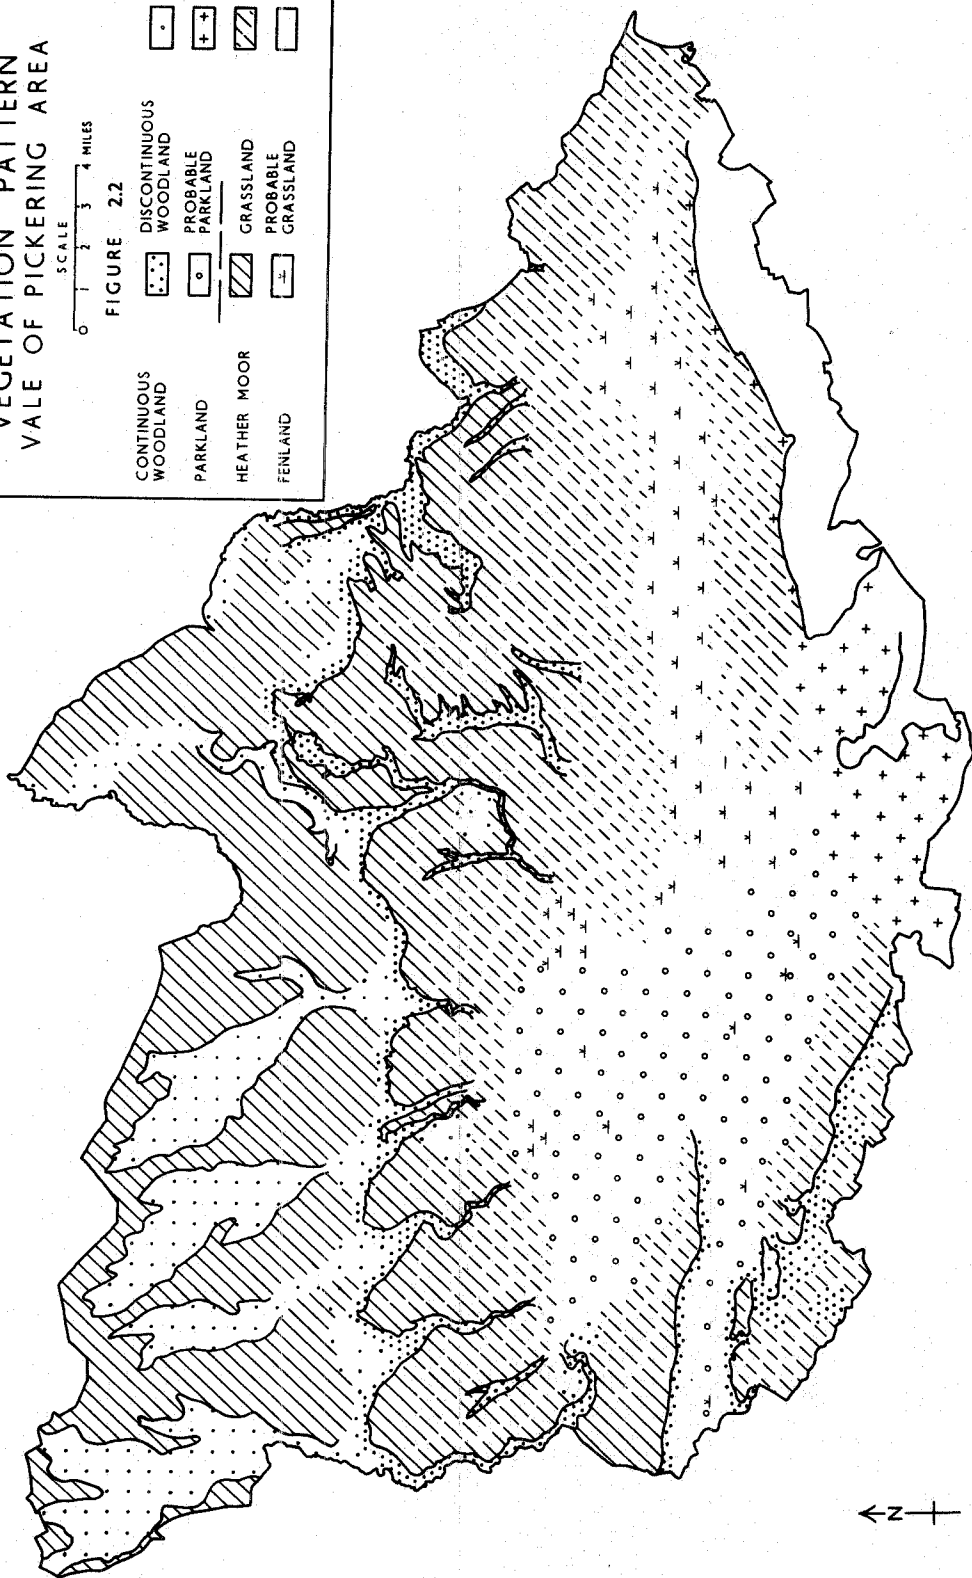 VEGETATION PATTERN
VALE OF PICKERING AREA
SCALE
0 1 2 3 4 MILES
FIGURE 2.2
CONTINUOUS
WOODLAND
DISCONTINUOUS
WOODLAND
PARKLAND
PROBABLE
PARKLAND
HEATHER MOOR
GRASSLAND
FENLAND
PROBABLE
GRASSLAND
N